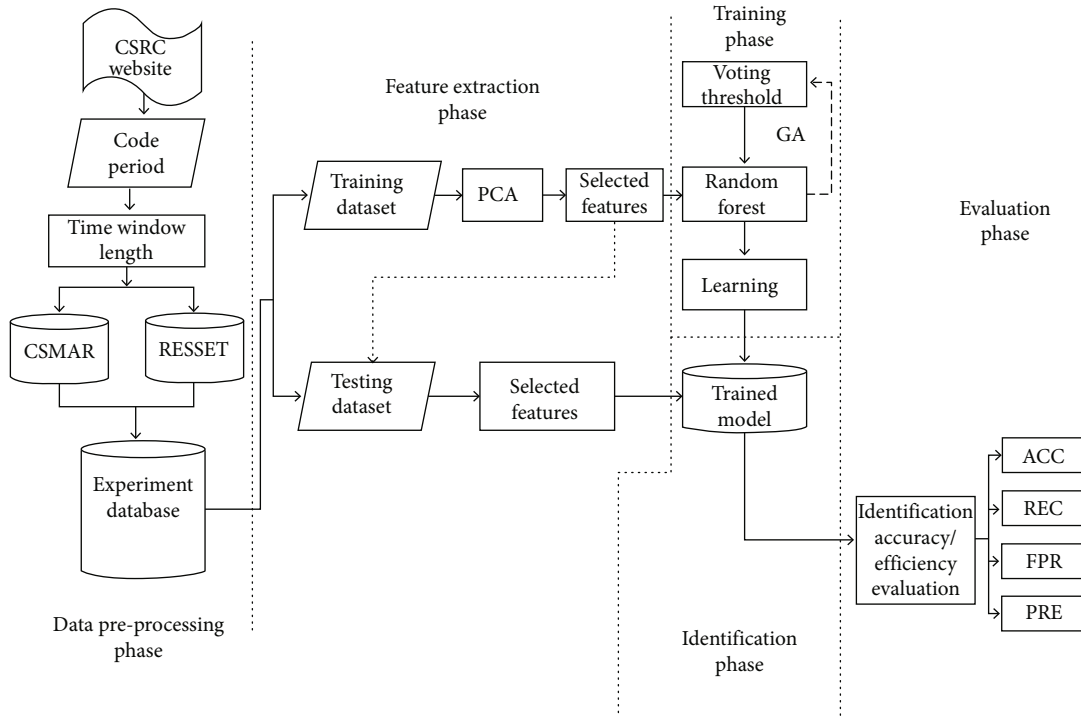 CSRC
website
Code
period
Time window
length
CSMAR
RESSET
Experiment
database
Data pre-processing
phase
Feature extraction
phase
Training
dataset
PCA
Selected
features
Testing
dataset
Selected
features
Training
phase
Voting
threshold
GA
Random
forest
Learning
Trained
model
Identification
phase
Evaluation
phase
Identification
accuracy/
efficiency
evaluation
ACC
REC
FPR
PRE